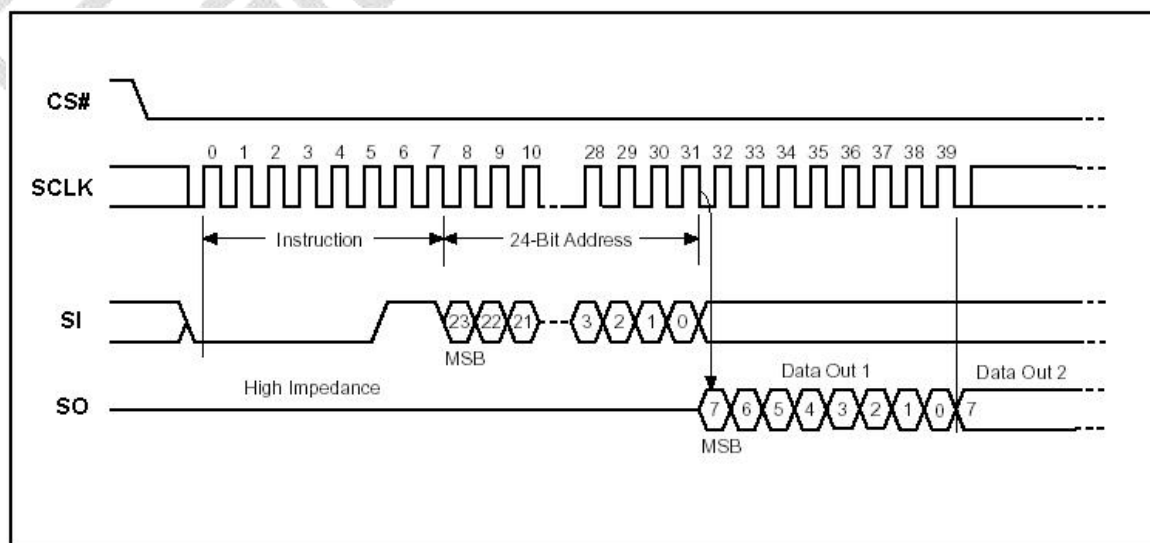 CS#
0 1 2 3 4 5 6 7 8 9 10 28 29 30 31 32 33 34 35 36 37 38 39
SCLK
Instruction 24-Bit Address
SI 23 22 21 3 2 1 0
MSB
High Impedance Data Out 1 Data Out 2
SO 7 6 5 4 3 2 1 0 7
MSB